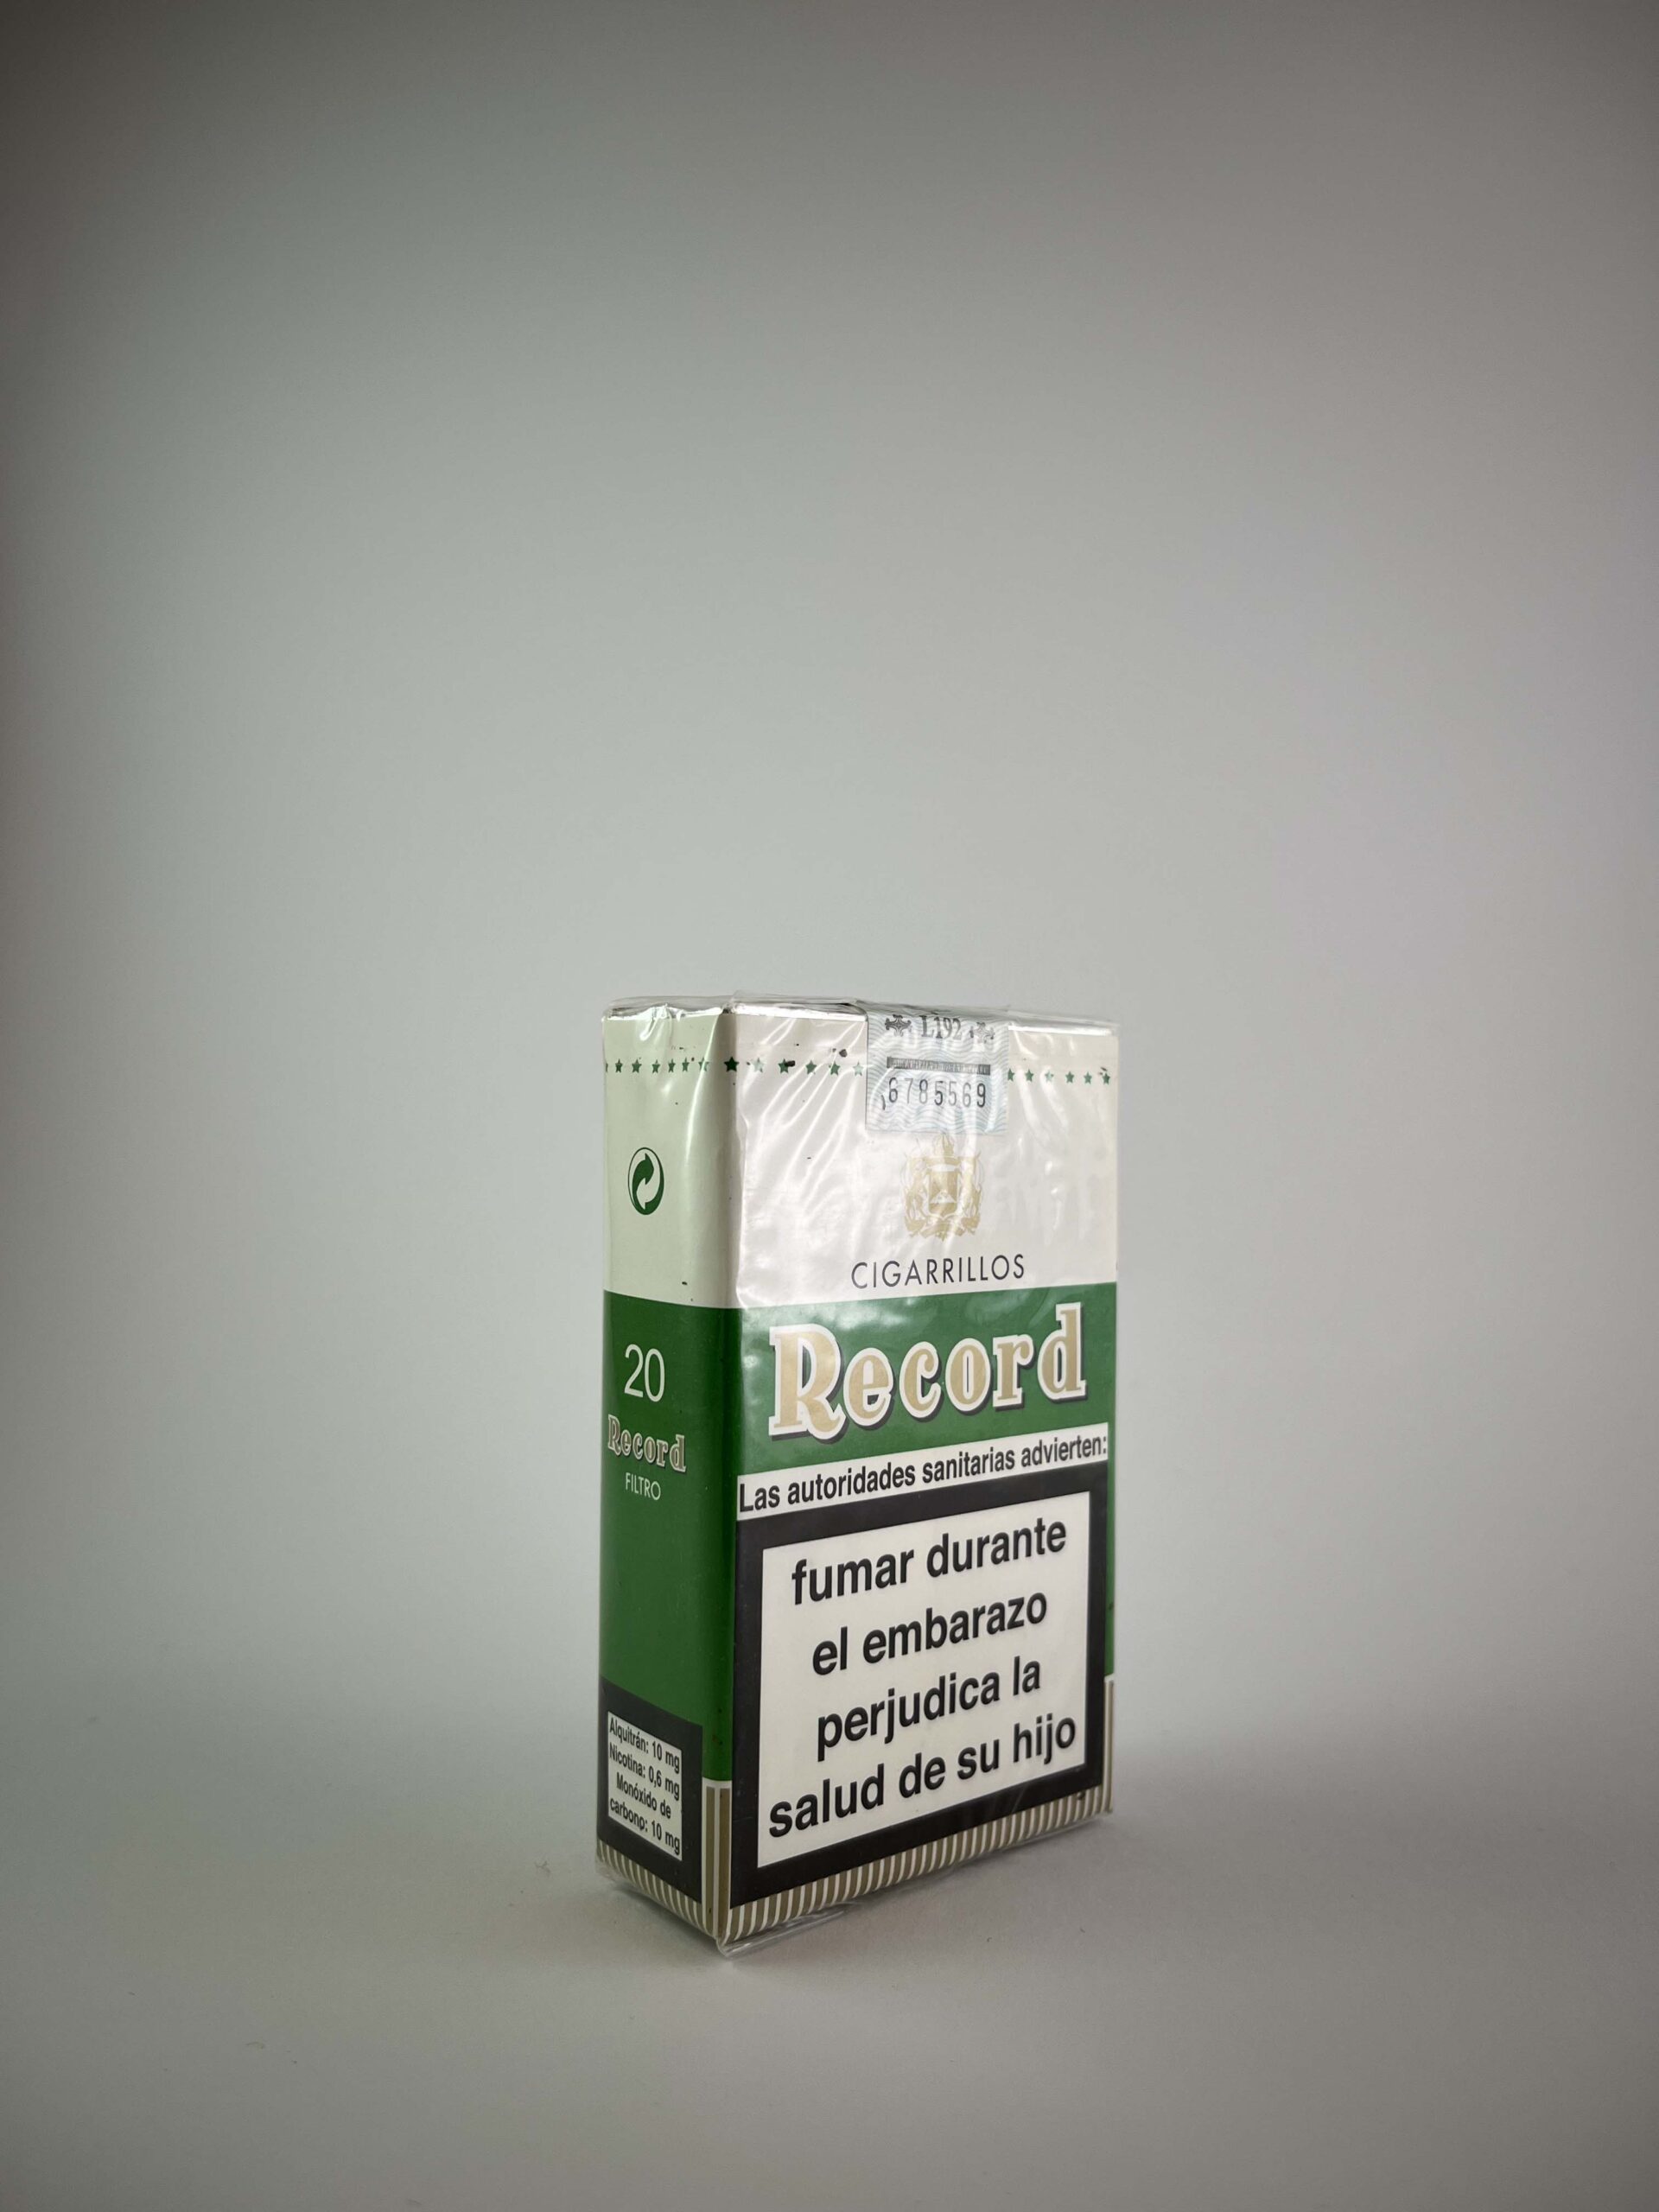 L192
6785569
CIGARRILLOS
Record
Las autoridades sanitarias advierten:
fumar durante
el embarazo
perjudica la
salud de su hijo
20
Record
FILTRO
Alquitrán: 10 mg
Nicotina: 0,6 mg
Monóxido de
carbono: 10 mg